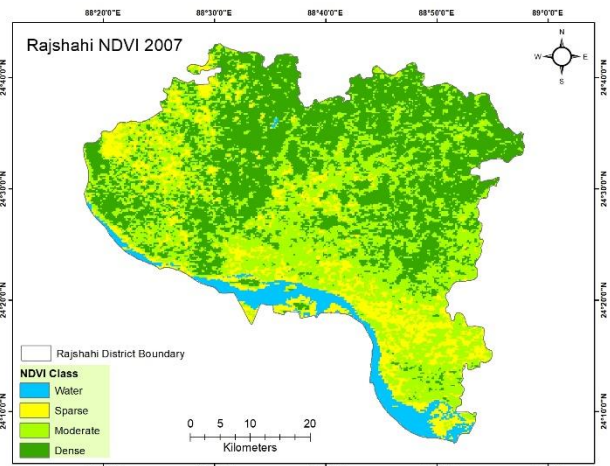 88°20'0"E 88°30'0"E 88°40'0"E 88°50'0"E 89°0'0"E
Rajshahi NDVI 2007
N
W E
S
24°40'0"N 24°40'0"N
24°30'0"N 24°30'0"N
24°20'0"N 24°20'0"N
24°10'0"N 24°10'0"N
Rajshahi District Boundary
NDVI Class
Water
Sparse
Moderate
Dense
0 5 10 20
Kilometers